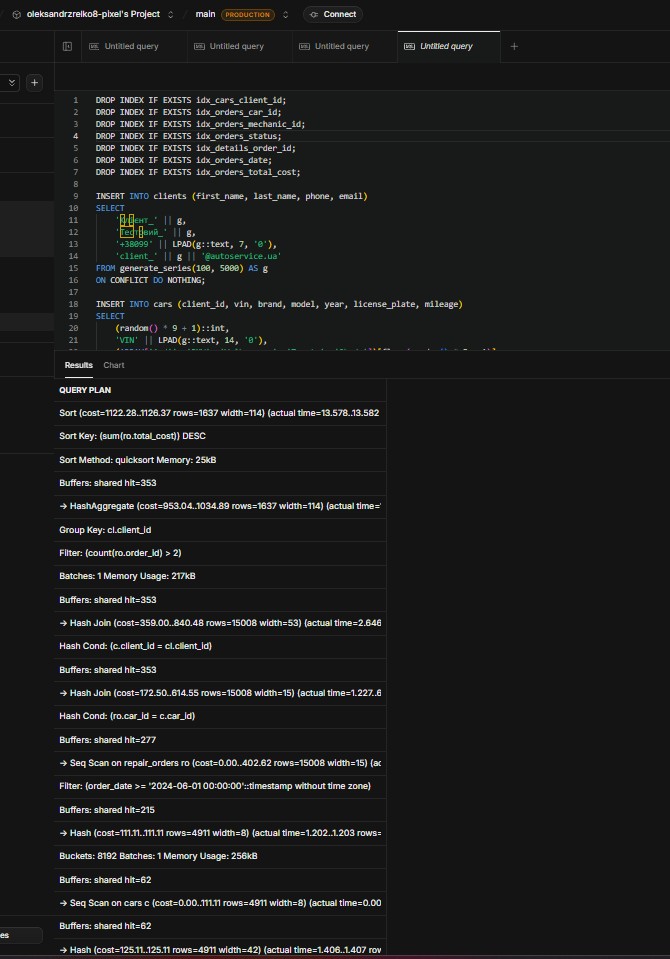 oleksandrzrelko8-pixel's Project main PRODUCTION Connect
Untitled query Untitled query Untitled query Untitled query
1 DROP INDEX IF EXISTS idx_cars_client_id;
2 DROP INDEX IF EXISTS idx_orders_car_id;
3 DROP INDEX IF EXISTS idx_orders_mechanic_id;
4 DROP INDEX IF EXISTS idx_orders_status;
5 DROP INDEX IF EXISTS idx_details_order_id;
6 DROP INDEX IF EXISTS idx_orders_date;
7 DROP INDEX IF EXISTS idx_orders_total_cost;
8
9 INSERT INTO clients (first_name, last_name, phone, email)
10 SELECT
11 'Клієнт_' || g,
12 'Тестовий_' || g,
13 '+38099' || LPAD(g::text, 7, '0'),
14 'client_' || g || '@autoservice.ua'
15 FROM generate_series(100, 5000) AS g
16 ON CONFLICT DO NOTHING;
17
18 INSERT INTO cars (client_id, vin, brand, model, year, license_plate, mileage)
19 SELECT
20 (random() * 9 + 1)::int,
21 'VIN' || LPAD(g::text, 14, '0'),
Results Chart
QUERY PLAN
Sort (cost=1122.28..1126.37 rows=1637 width=114) (actual time=13.578..13.582
Sort Key: (sum(ro.total_cost)) DESC
Sort Method: quicksort Memory: 25kB
Buffers: shared hit=353
→ HashAggregate (cost=953.04..1034.89 rows=1637 width=114) (actual time=
Group Key: cl.client_id
Filter: (count(ro.order_id) > 2)
Batches: 1 Memory Usage: 217kB
Buffers: shared hit=353
→ Hash Join (cost=359.00..840.48 rows=15008 width=53) (actual time=2.646
Hash Cond: (c.client_id = cl.client_id)
Buffers: shared hit=353
→ Hash Join (cost=172.50..614.55 rows=15008 width=15) (actual time=1.227..6
Hash Cond: (ro.car_id = c.car_id)
Buffers: shared hit=277
→ Seq Scan on repair_orders ro (cost=0.00..402.62 rows=15008 width=15) (ac
Filter: (order_date >= '2024-06-01 00:00:00'::timestamp without time zone)
Buffers: shared hit=215
→ Hash (cost=111.11..111.11 rows=4911 width=8) (actual time=1.202..1.203 rows=
Buckets: 8192 Batches: 1 Memory Usage: 256kB
Buffers: shared hit=62
→ Seq Scan on cars c (cost=0.00..111.11 rows=4911 width=8) (actual time=0.00
Buffers: shared hit=62
es
→ Hash (cost=125.11..125.11 rows=4911 width=42) (actual time=1.406..1.407 row